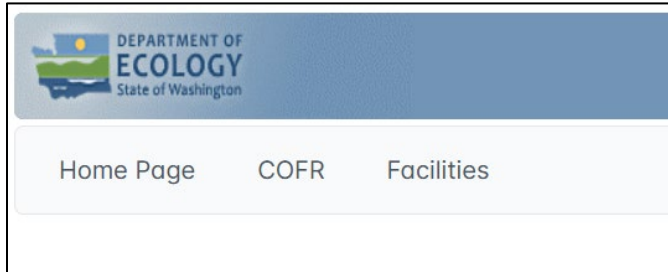 DEPARTMENT OF
ECOLOGY
State of Washington
Home Page COFR Facilities